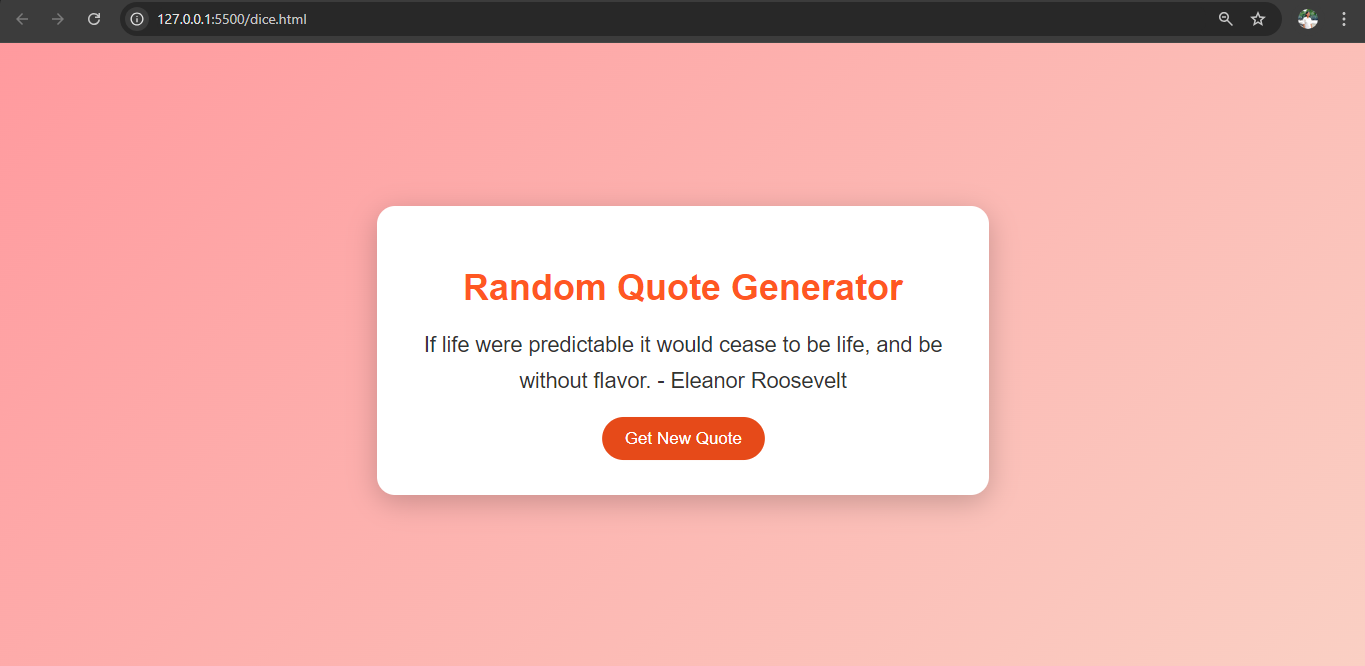 127.0.0.1:5500/dice.html
Random Quote Generator
If life were predictable it would cease to be life, and be
without flavor. - Eleanor Roosevelt
Get New Quote